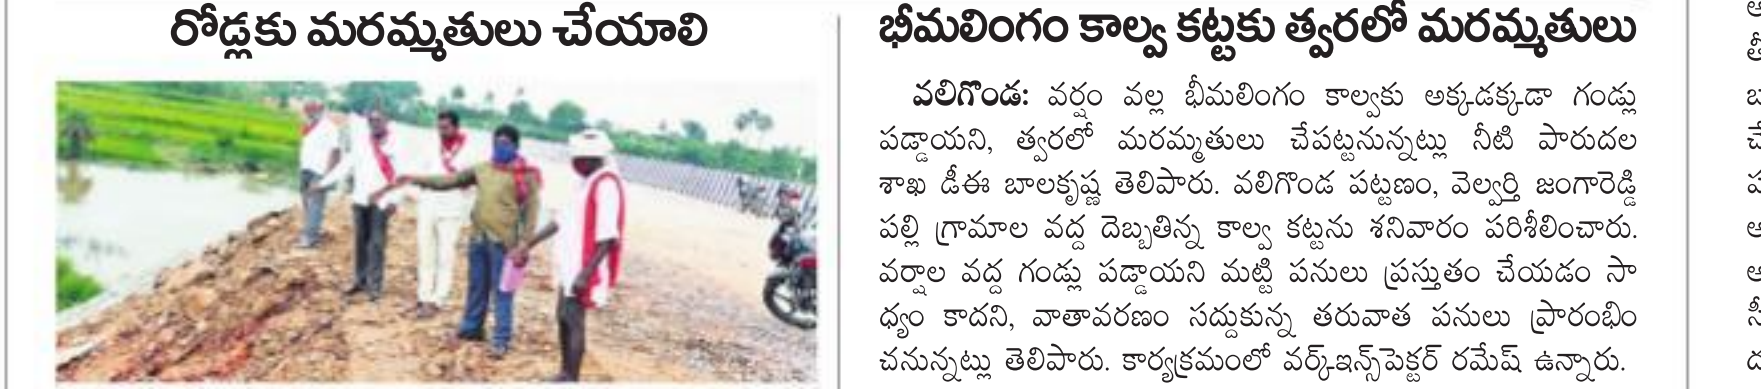 రోడ్లకు మరమ్మతులు చేయాలి
భీమలింగం కాల్వ కట్టకు త్వరలో మరమ్మతులు
వలిగొండ: వర్షం వల్ల భీమలింగం కాల్వకు అక్కడక్కడా గండ్లు
పడ్డాయని, త్వరలో మరమ్మతులు చేపట్టనున్నట్లు నీటి పారుదల
శాఖ డీఈ బాలకృష్ణ తెలిపారు. వలిగొండ పట్టణం, వెల్వర్తి జంగారెడ్డి
పల్లి గ్రామాల వద్ద దెబ్బతిన్న కాల్వ కట్టను శనివారం పరిశీలించారు.
వర్షాల వద్ద గండ్లు పడ్డాయని మట్టి పనులు ప్రస్తుతం చేయడం సా
ధ్యం కాదని, వాతావరణం సద్దుకున్న తరువాత పనులు ప్రారంభిం
చనున్నట్లు తెలిపారు. కార్యక్రమంలో వర్క్ఇన్స్‌పెక్టర్ రమేష్ ఉన్నారు.